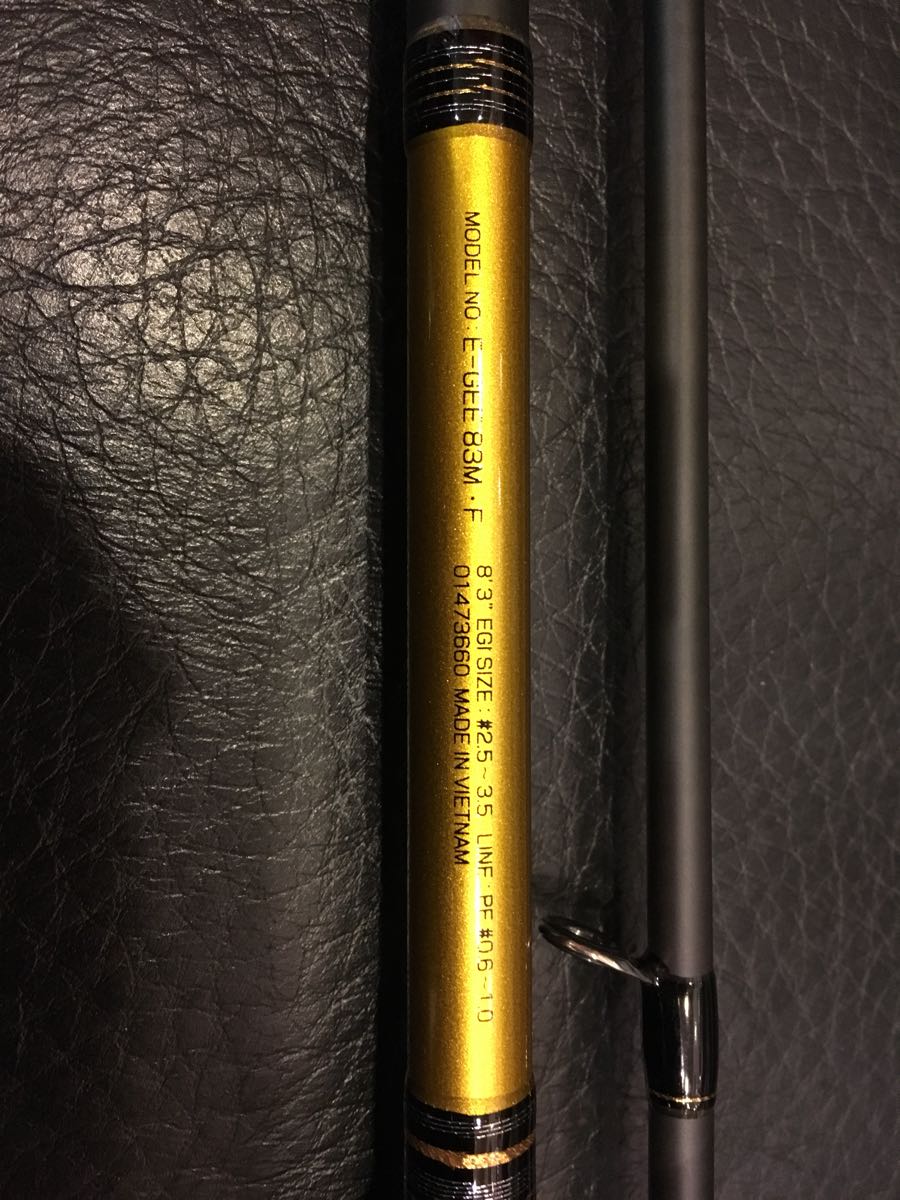 MODEL NO : E-GEE 83M・F
8'3" EGI SIZE : #2.5～3.5 LINE : PE #0.6～1.0
01473660 MADE IN VIETNAM